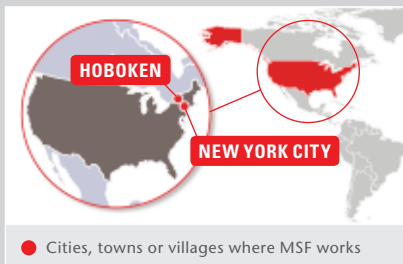 HOBOKEN
NEW YORK CITY
Cities, towns or villages where MSF works